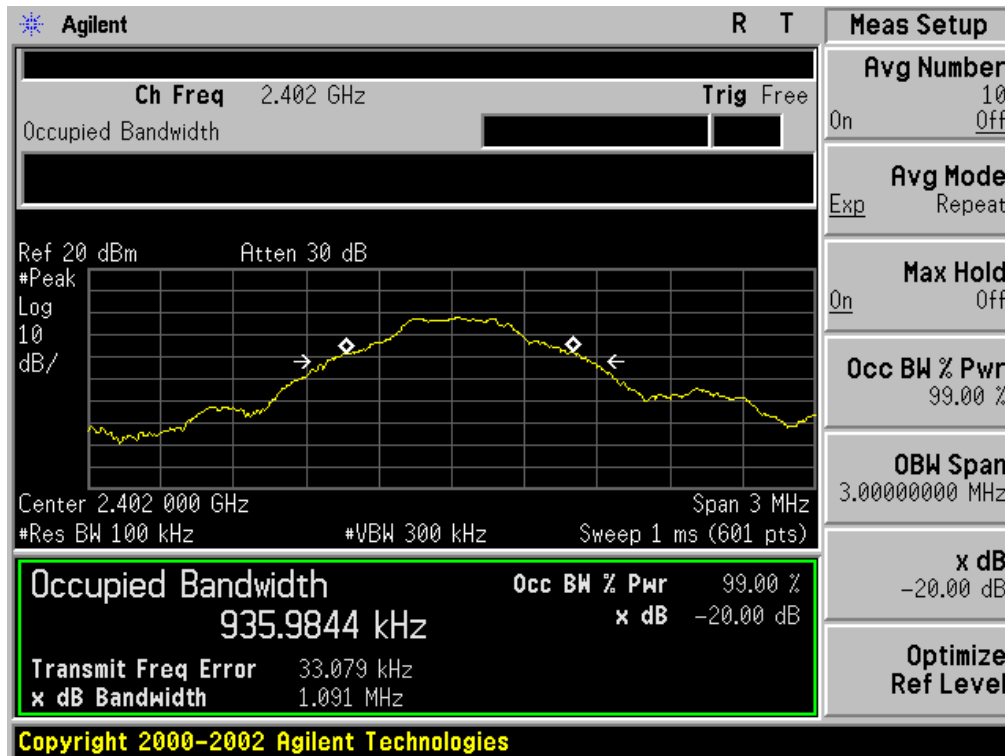 Agilent R T
Ch Freq 2.402 GHz Trig Free
Occupied Bandwidth
Ref 20 dBm Atten 30 dB
#Peak
Log
10
dB/
Center 2.402 000 GHz Span 3 MHz
#Res BW 100 kHz #VBW 300 kHz Sweep 1 ms (601 pts)
Occupied Bandwidth Occ BW % Pwr 99.00 %
935.9844 kHz x dB -20.00 dB
Transmit Freq Error 33.079 kHz
x dB Bandwidth 1.091 MHz
Copyright 2000-2002 Agilent Technologies
Meas Setup
Avg Number
10
On Off
Avg Mode
Exp Repeat
Max Hold
On Off
Occ BW % Pwr
99.00 %
OBW Span
3.00000000 MHz
x dB
-20.00 dB
Optimize
Ref Level